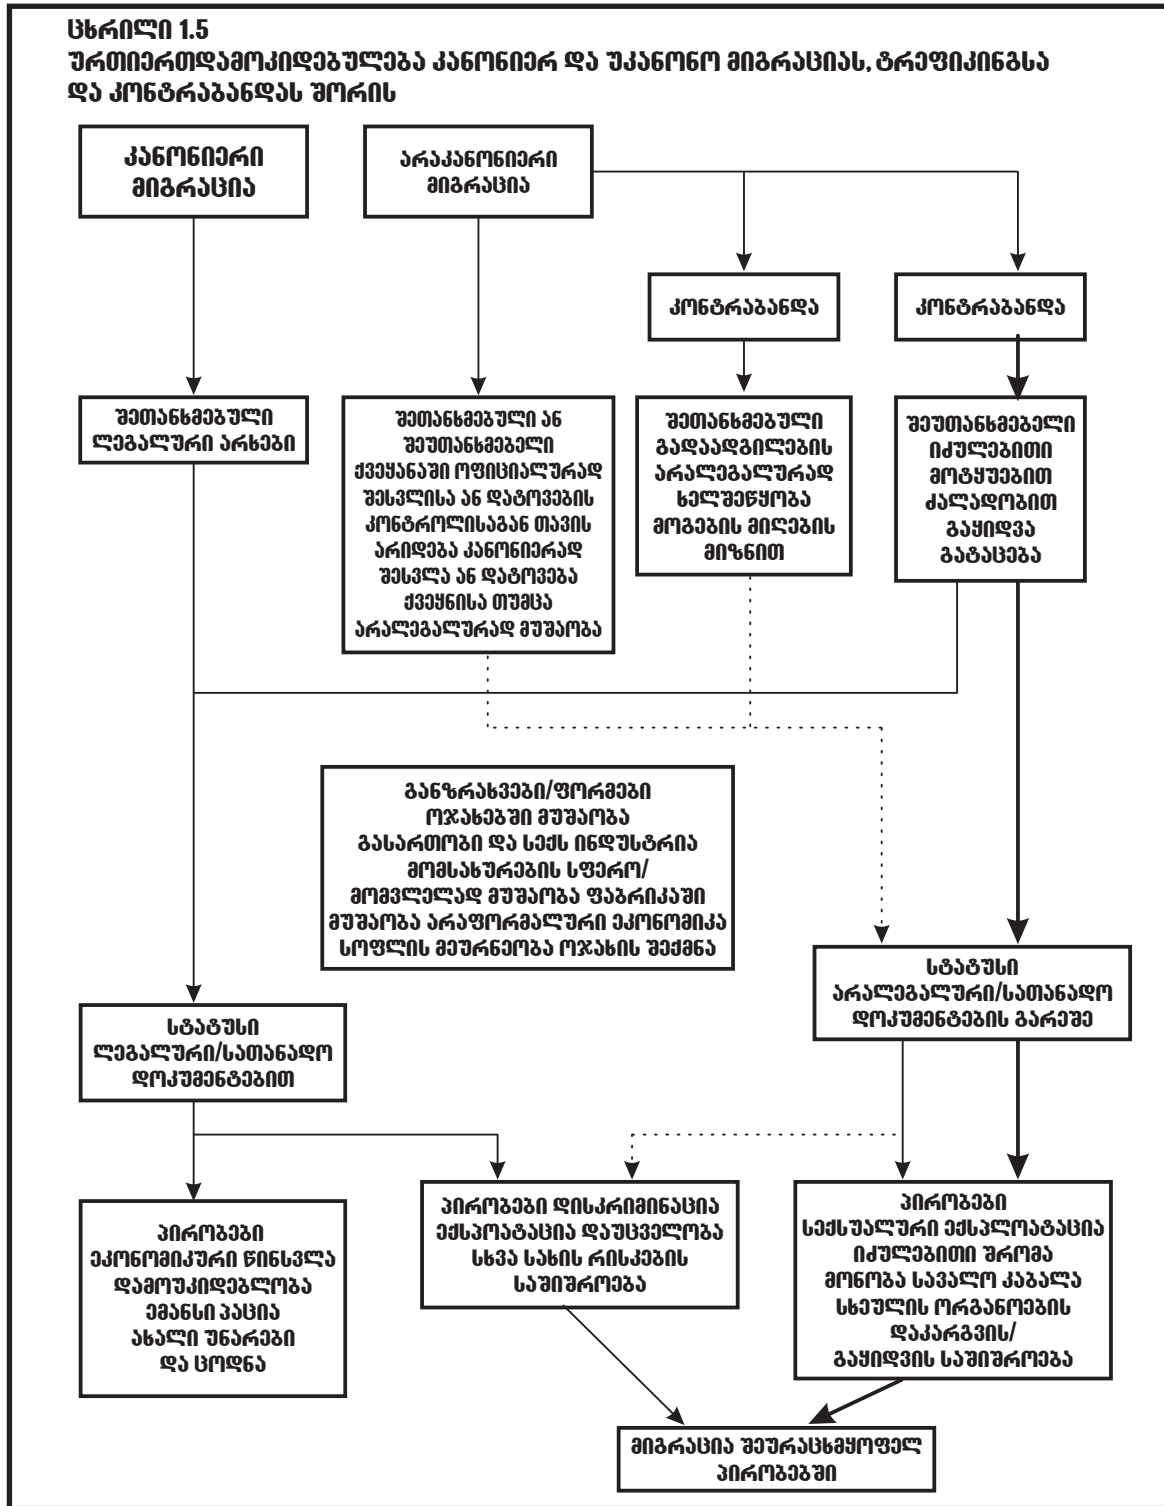 ცხრილი 1.5
ურთიერთდამოკიდებულება კანონიერ და უკანონო მიგრაციას, ტრეფიკინგსა
და კონტრაბანდას შორის
კანონიერი
მიგრაცია
არაკანონიერი
მიგრაცია
კონტრაბანდა
კონტრაბანდა
შეთანხმებული
ლეგალური არხები
შეთანხმებული ან
შეუთანხმებელი
ქვეყანაში ოფიციალურად
შესვლისა ან დატოვების
კონტროლისაგან თავის
არიდება კანონიერად
შესვლა ან დატოვება
ქვეყნისა თუმცა
არალეგალურად მუშაობა
შეთანხმებული
გადაადგილების
არალეგალურად
ხელშეწყობა
მოგების მიღების
მიზნით
შეუთანხმებელი
იძულებითი
მოტყუებით
ძალადობით
გაყიდვა
გატაცება
განზრახვები/ფორმები
ოჯახებში მუშაობა
გასართობი და სექს ინდუსტრია
მომსახურების სფერო/
მომვლელად მუშაობა ფაბრიკაში
მუშაობა არაფორმალური ეკონომიკა
სოფლის მეურნეობა ოჯახის შექმნა
სტატუსი
არალეგალური/სათანადო
დოკუმენტების გარეშე
სტატუსი
ლეგალური/სათანადო
დოკუმენტებით
პირობები
ეკონომიკური წინსვლა
დამოუკიდებლობა
ემანსი პაცია
ახალი უნარები
და ცოდნა
პირობები დისკრიმინაცია
ექსპოატაცია დაუცველობა
სხვა სახის რისკების
საშიშროება
პირობები
სექსუალური ექსპლოატაცია
იძულებითი შრომა
მონობა სავალო კაბალა
სხეულის ორგანოების
დაკარგვის/
გაყიდვის საშიშროება
მიგრაცია შეურაცხმყოფელ
პირობებში